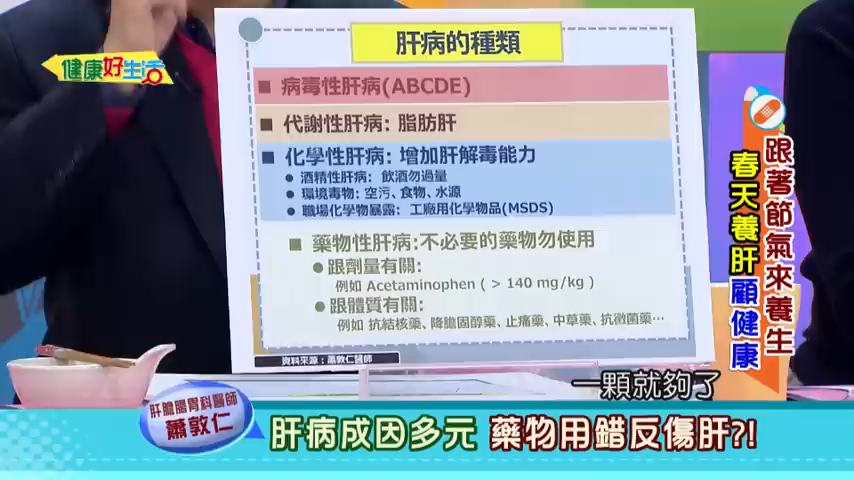 健康好生活
肝病的種類
■ 病毒性肝病(ABCDE)
■ 代謝性肝病: 脂肪肝
■ 化學性肝病: 增加肝解毒能力
● 酒精性肝病: 飲酒勿過量
● 環境毒物: 空污、食物、水源
● 職場化學物暴露: 工廠用化學物品(MSDS)
■ 藥物性肝病:不必要的藥物勿使用
● 跟劑量有關:
例如 Acetaminophen ( > 140 mg/kg )
● 跟體質有關:
例如 抗結核藥、降膽固醇藥、止痛藥、中草藥、抗黴菌藥…
資料來源:蕭敦仁醫師
跟著節氣來養生
春天養肝顧健康
一顆就夠了
肝膽腸胃科醫師
蕭敦仁
肝病成因多元 藥物用錯反傷肝?!